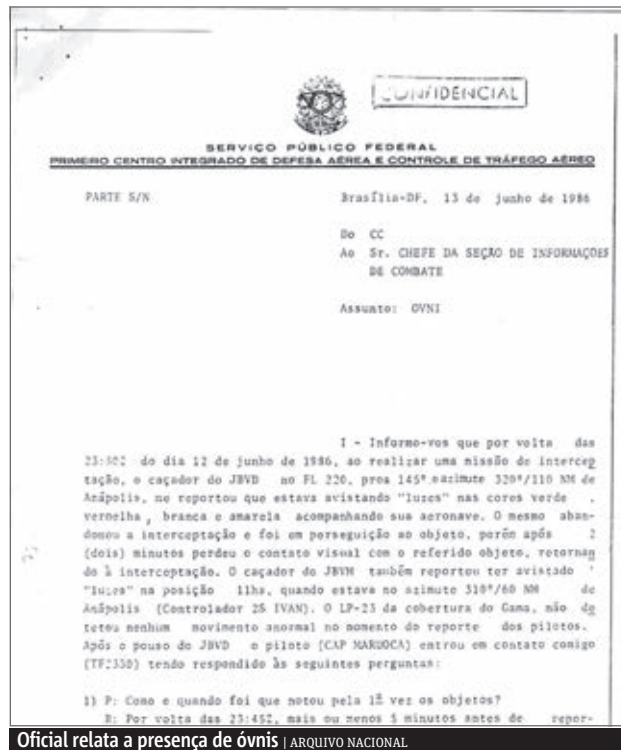 CONFIDENCIAL
SERVIÇO PÚBLICO FEDERAL
PRIMEIRO CENTRO INTEGRADO DE DEFESA AÉREA E CONTROLE DE TRÁFEGO AÉREO
PARTE S/N
Brasília-DF, 13 de junho de 1986
Do CC
Ao Sr. CHEFE DA SEÇÃO DE INFORMAÇÕES
DE COMBATE
Assunto: OVNI
I - Informo-vos que por volta das
do dia 12 de junho de 1986, ao realizar uma missão de intercep
tação, o caçador do JBVD no FL 220, proa 145º azimute 320º/110 NM de
Anápolis, me reportou que estava avistando "luzes" nas cores verde
vermelha, branca e amarela acompanhando sua aeronave. O mesmo aban-
donou a interceptação e foi em perseguição ao objeto, porém após 2
(dois) minutos perdeu o contato visual com o referido objeto, retornan
do à interceptação. O caçador do JBVM também reportou ter avistado
"luzes" na posição 11hs, quando estava no azimute 310º/60 NM de
Anápolis (Controlador 2S IVAN). O LP-23 da cobertura do Gama, não de
tetou nenhum movimento anormal no momento do reporte dos pilotos.
Após o pouso do JBVD o piloto (CAP MARDOCA) entrou em contato comigo
tendo respondido às seguintes perguntas:
1) P: Como e quando foi que notou pela 1ª vez os objetos?
R: Por volta das 23:45Z, mais ou menos 5 minutos antes de repor-
Oficial relata a presença de óvnis | ARQUIVO NACIONAL